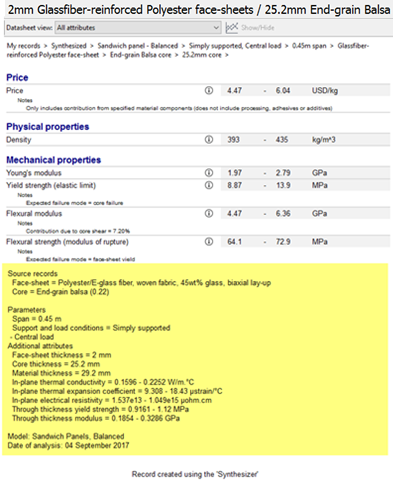 2mm Glassfiber-reinforced Polyester face-sheets / 25.2mm End-grain Balsa
Datasheet view: All attributes Show/Hide
My records > Synthesized > Sandwich panel - Balanced > Simply supported, Central load > 0.45m span > Glassfiber-
reinforced Polyester face-sheet > End-grain Balsa core > 25.2mm core >
Price
Price 4.47 - 6.04 USD/kg
Notes
Only includes contribution from specified material components (does not include processing, adhesives or additives)
Physical properties
Density 393 - 435 kg/m^3
Mechanical properties
Young's modulus 1.97 - 2.79 GPa
Yield strength (elastic limit) 8.87 - 13.9 MPa
Notes
Expected failure mode = core failure
Flexural modulus 4.47 - 6.36 GPa
Notes
Contribution due to core shear = 7.20%
Flexural strength (modulus of rupture) 64.1 - 72.9 MPa
Notes
Expected failure mode = face-sheet yield
Source records
Face-sheet = Polyester/E-glass fiber, woven fabric, 45wt% glass, biaxial lay-up
Core = End-grain balsa (0.22)
Parameters
Span = 0.45 m
Support and load conditions = Simply supported
- Central load
Additional attributes
Face-sheet thickness = 2 mm
Core thickness = 25.2 mm
Material thickness = 29.2 mm
In-plane thermal conductivity = 0.1596 - 0.2252 W/m.°C
In-plane thermal expansion coefficient = 9.308 - 18.43 µstrain/°C
In-plane electrical resistivity = 1.537e13 - 1.049e15 µohm.cm
Through thickness yield strength = 0.9161 - 1.12 MPa
Through thickness modulus = 0.1854 - 0.3286 GPa
Model: Sandwich Panels, Balanced
Date of analysis: 04 September 2017
Record created using the 'Synthesizer'